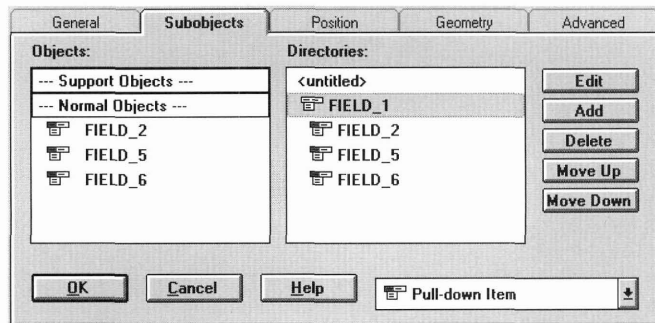 General Subobjects Position Geometry Advanced
Objects:
--- Support Objects ---
--- Normal Objects ---
FIELD_2
FIELD_5
FIELD_6
Directories:
<untitled>
FIELD_1
FIELD_2
FIELD_5
FIELD_6
Edit
Add
Delete
Move Up
Move Down
OK Cancel Help Pull-down Item